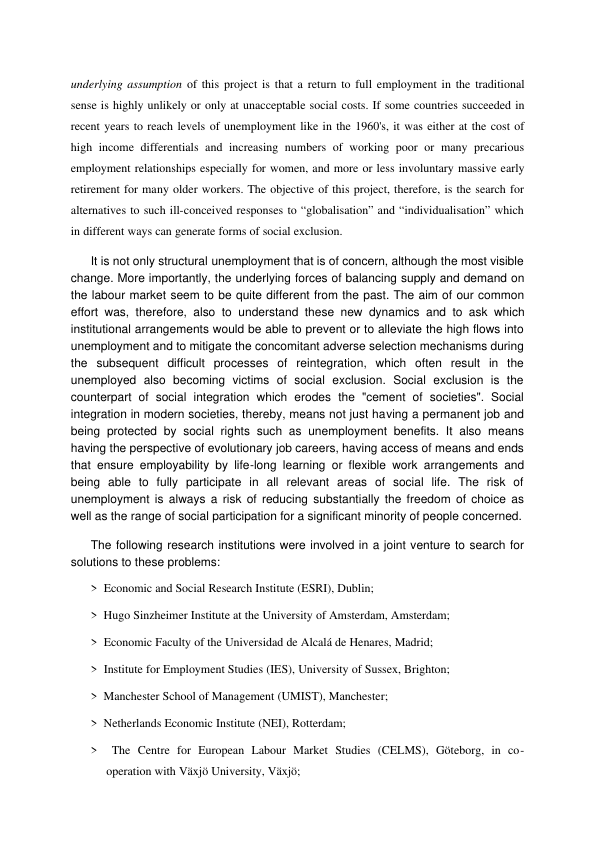 underlying assumption of this project is that a return to full employment in the traditional
sense is highly unlikely or only at unacceptable social costs. If some countries succeeded in
recent years to reach levels of unemployment like in the 1960's, it was either at the cost of
high income differentials and increasing numbers of working poor or many precarious
employment relationships especially for women, and more or less involuntary massive early
retirement for many older workers. The objective of this project, therefore, is the search for
alternatives to such ill-conceived responses to “globalisation” and “individualisation” which
in different ways can generate forms of social exclusion.
It is not only structural unemployment that is of concern, although the most visible
change. More importantly, the underlying forces of balancing supply and demand on
the labour market seem to be quite different from the past. The aim of our common
effort was, therefore, also to understand these new dynamics and to ask which
institutional arrangements would be able to prevent or to alleviate the high flows into
unemployment and to mitigate the concomitant adverse selection mechanisms during
the subsequent difficult processes of reintegration, which often result in the
unemployed also becoming victims of social exclusion. Social exclusion is the
counterpart of social integration which erodes the "cement of societies". Social
integration in modern societies, thereby, means not just having a permanent job and
being protected by social rights such as unemployment benefits. It also means
having the perspective of evolutionary job careers, having access of means and ends
that ensure employability by life-long learning or flexible work arrangements and
being able to fully participate in all relevant areas of social life. The risk of
unemployment is always a risk of reducing substantially the freedom of choice as
well as the range of social participation for a significant minority of people concerned.
The following research institutions were involved in a joint venture to search for
solutions to these problems:
> Economic and Social Research Institute (ESRI), Dublin;
> Hugo Sinzheimer Institute at the University of Amsterdam, Amsterdam;
> Economic Faculty of the Universidad de Alcalá de Henares, Madrid;
> Institute for Employment Studies (IES), University of Sussex, Brighton;
> Manchester School of Management (UMIST), Manchester;
> Netherlands Economic Institute (NEI), Rotterdam;
> The Centre for European Labour Market Studies (CELMS), Göteborg, in co-
operation with Växjö University, Växjö;